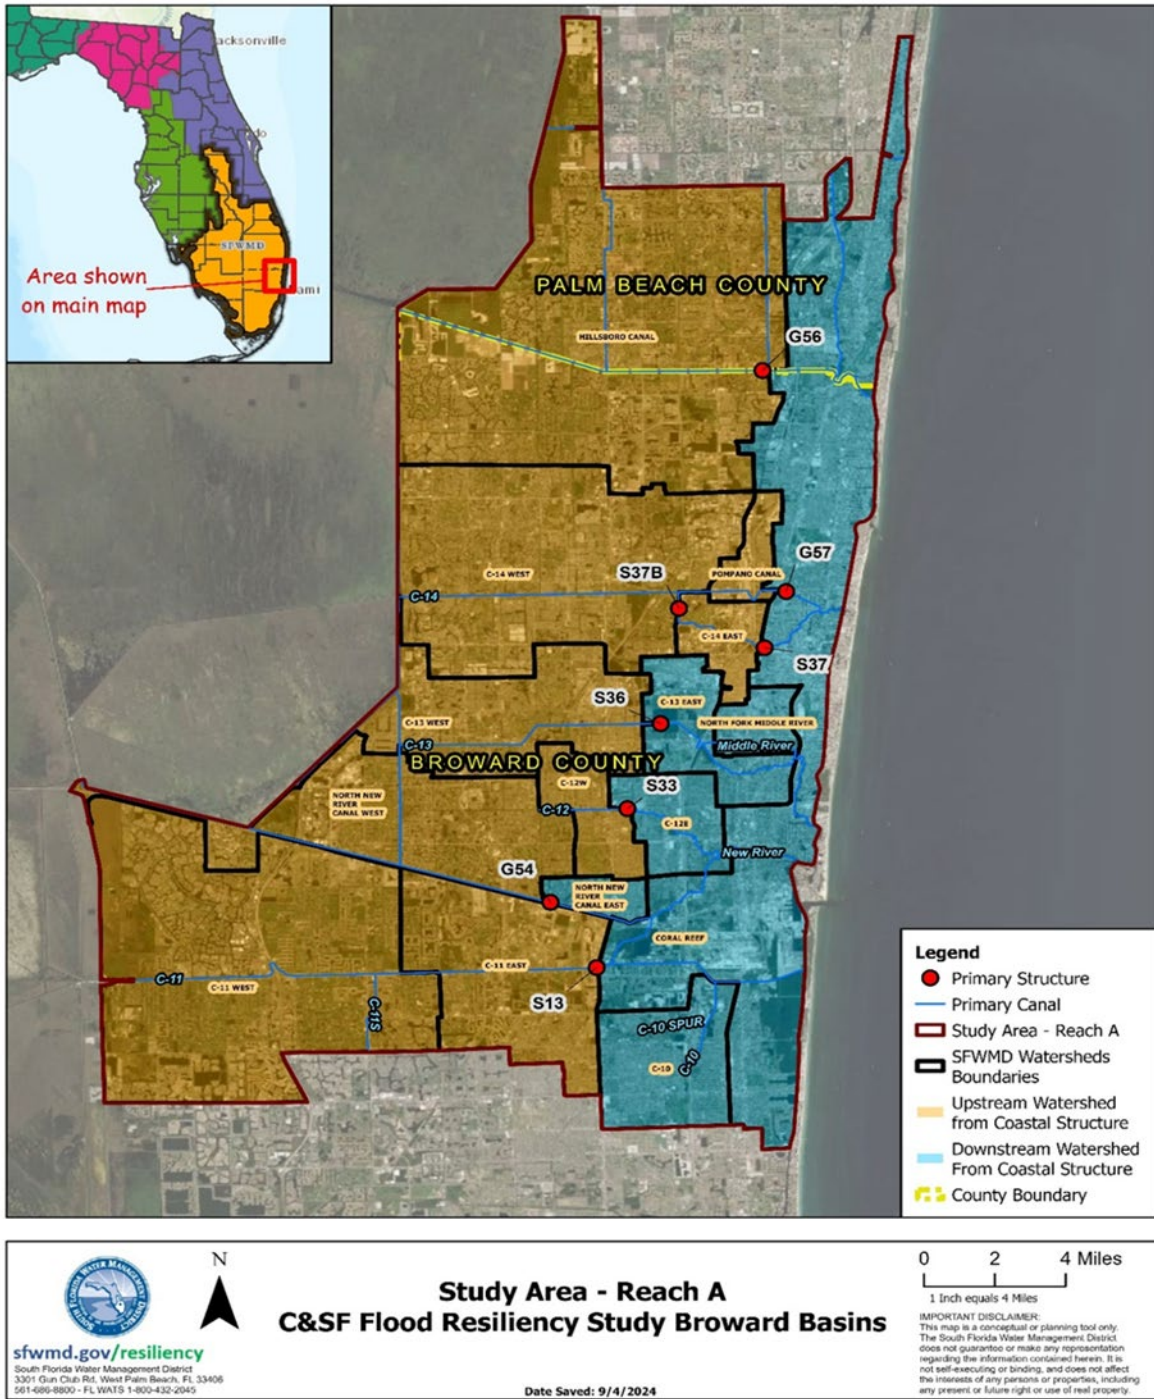 Jacksonville
SFWMD
Area shown
on main map
PALM BEACH COUNTY
HILLSBORO CANAL
G56
G57
C-14 WEST
S37B
POMPANO CANAL
C-14
C-14 EAST
S37
S36
C-13 EAST
C-13 WEST
NORTH FORK MIDDLE RIVER
C-13
Middle River
BROWARD COUNTY
C-12W
S33
NORTH NEW
RIVER
CANAL WEST
C-12
C-12E
New River
G54
NORTH NEW
RIVER
CANAL EAST
CORAL REEF
C-11 EAST
C-11
C-11 WEST
S13
C-11S
C-10 SPUR
C-10
C-10
Legend
Primary Structure
Primary Canal
Study Area - Reach A
SFWMD Watersheds
Boundaries
Upstream Watershed
from Coastal Structure
Downstream Watershed
From Coastal Structure
County Boundary
SOUTH FLORIDA WATER MANAGEMENT DISTRICT
sfwmd.gov/resiliency
South Florida Water Management District
3301 Gun Club Rd, West Palm Beach, FL 33406
561-686-8800 - FL WATS 1-800-432-2045
N
Study Area - Reach A
C&SF Flood Resiliency Study Broward Basins
Date Saved: 9/4/2024
0 2 4 Miles
1 Inch equals 4 Miles
IMPORTANT DISCLAIMER:
This map is a conceptual or planning tool only.
The South Florida Water Management District
does not guarantee or make any representation
regarding the information contained herein. It is
not self-executing or binding, and does not affect
the interests of any persons or properties, including
any present or future right or use of real property.